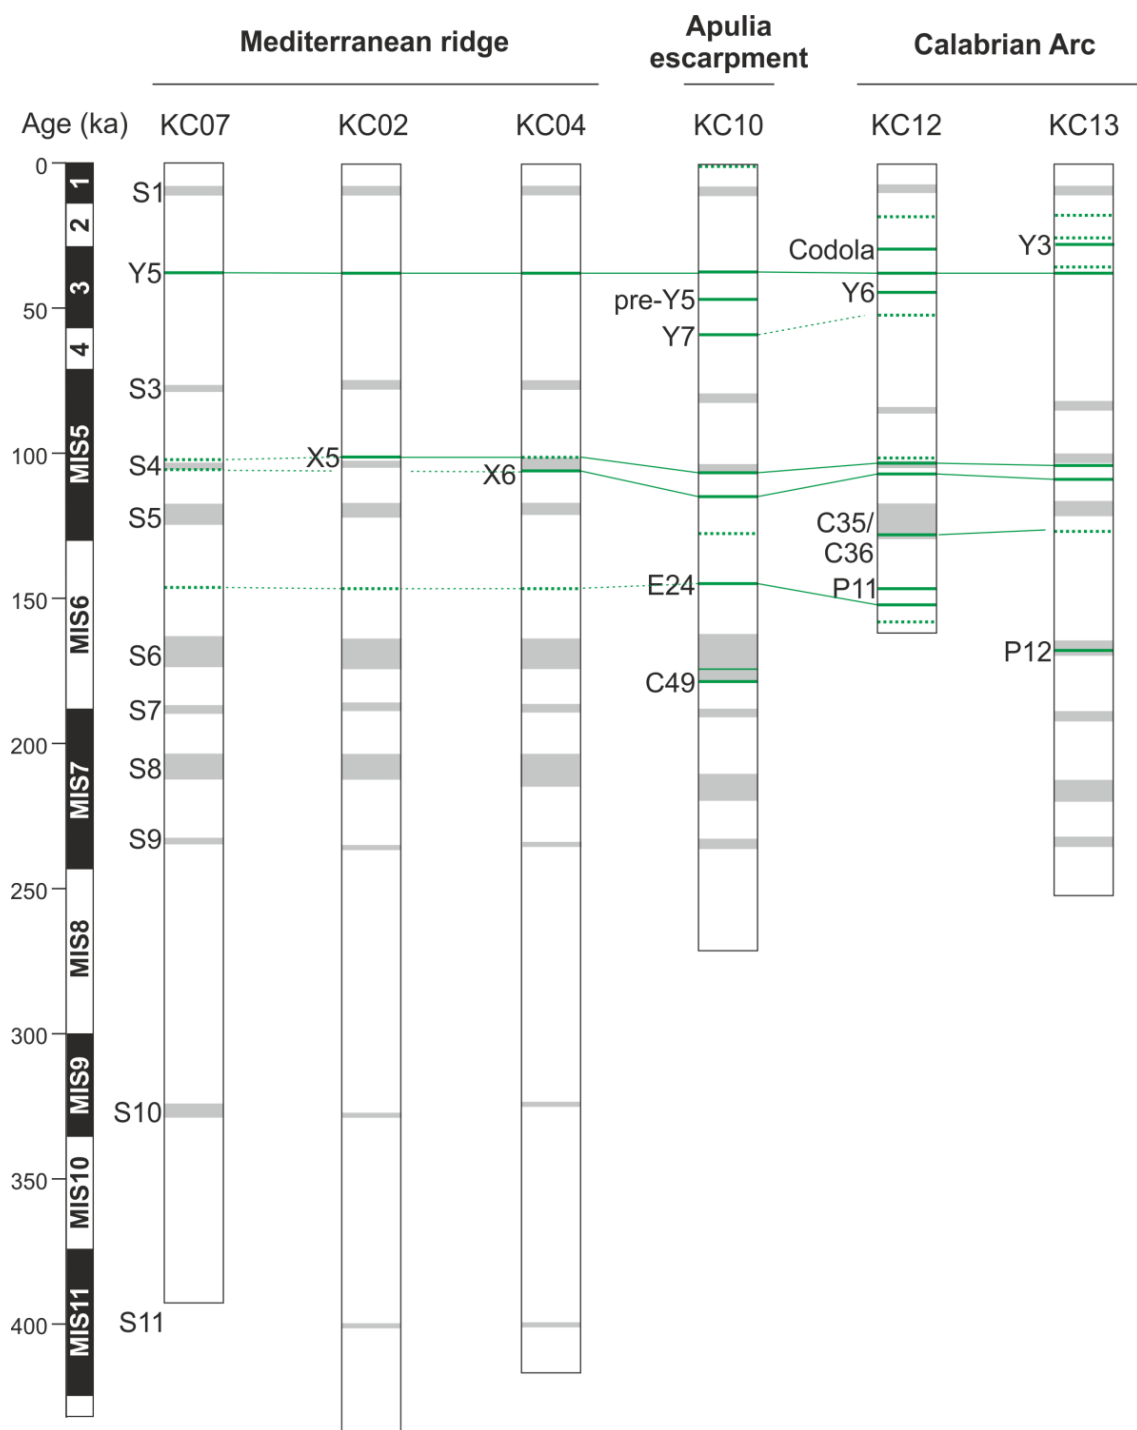 Mediterranean ridge
Apulia
escarpment
Calabrian Arc
Age (ka)
KC07
KC02
KC04
KC10
KC12
KC13
0
1
S1
2
Codola
Y3
Y5
3
Y6
pre-Y5
50
Y7
4
S3
MIS5
100
X5
S4
X6
S5
C35/
C36
150
MIS6
E24
P11
S6
P12
C49
S7
200
MIS7
S8
S9
250
MIS8
300
MIS9
S10
350
MIS10
MIS11
400
S11